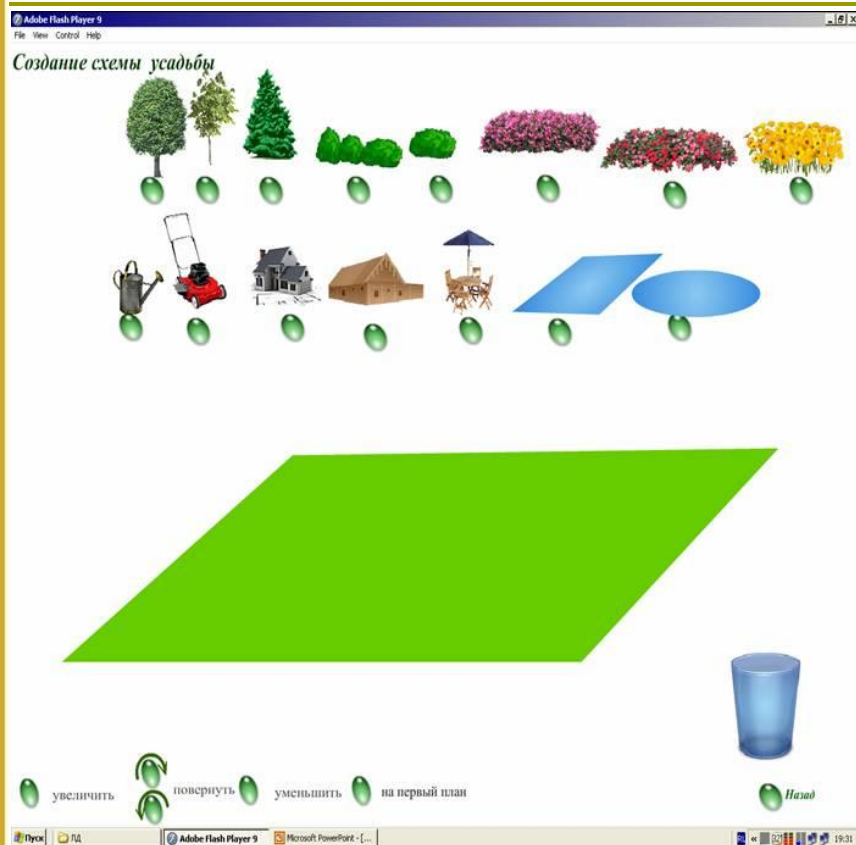 Adobe Flash Player 9
File View Control Help
Создание схемы усадьбы
увеличить
повернуть
уменьшить
на первый план
Назад
Пуск
ЛД
Adobe Flash Player 9
Microsoft PowerPoint - [...
19:31